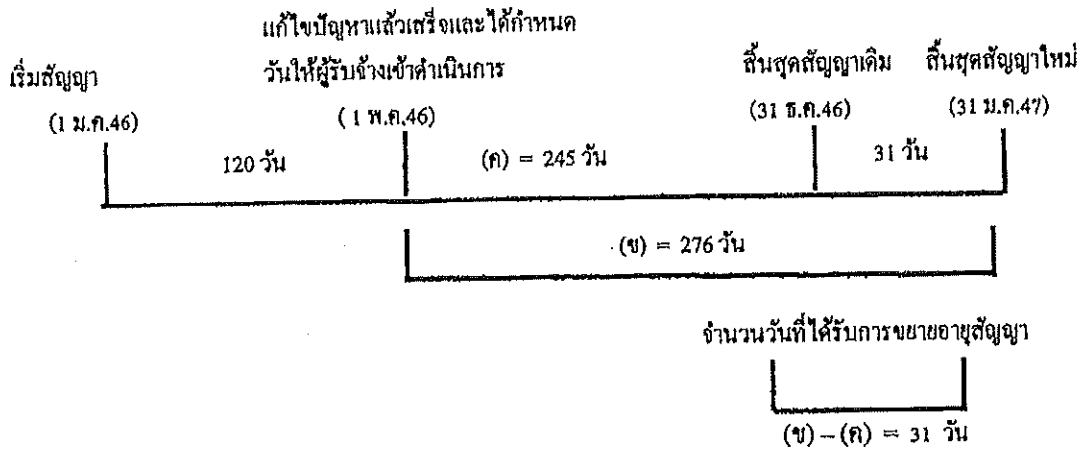 แก้ไขปัญหาแล้วเสร็จและได้กำหนด
วันให้ผู้รับจ้างเข้าดำเนินการ
เริ่มสัญญา
สิ้นสุดสัญญาเดิม
สิ้นสุดสัญญาใหม่
(1 ม.ค.46)
(1 พ.ค.46)
(31 ธ.ค.46)
(31 ม.ค.47)
120 วัน
(ค) = 245 วัน
31 วัน
(ข) = 276 วัน
จำนวนวันที่ได้รับการขยายอายุสัญญา
(ข) – (ค) = 31 วัน